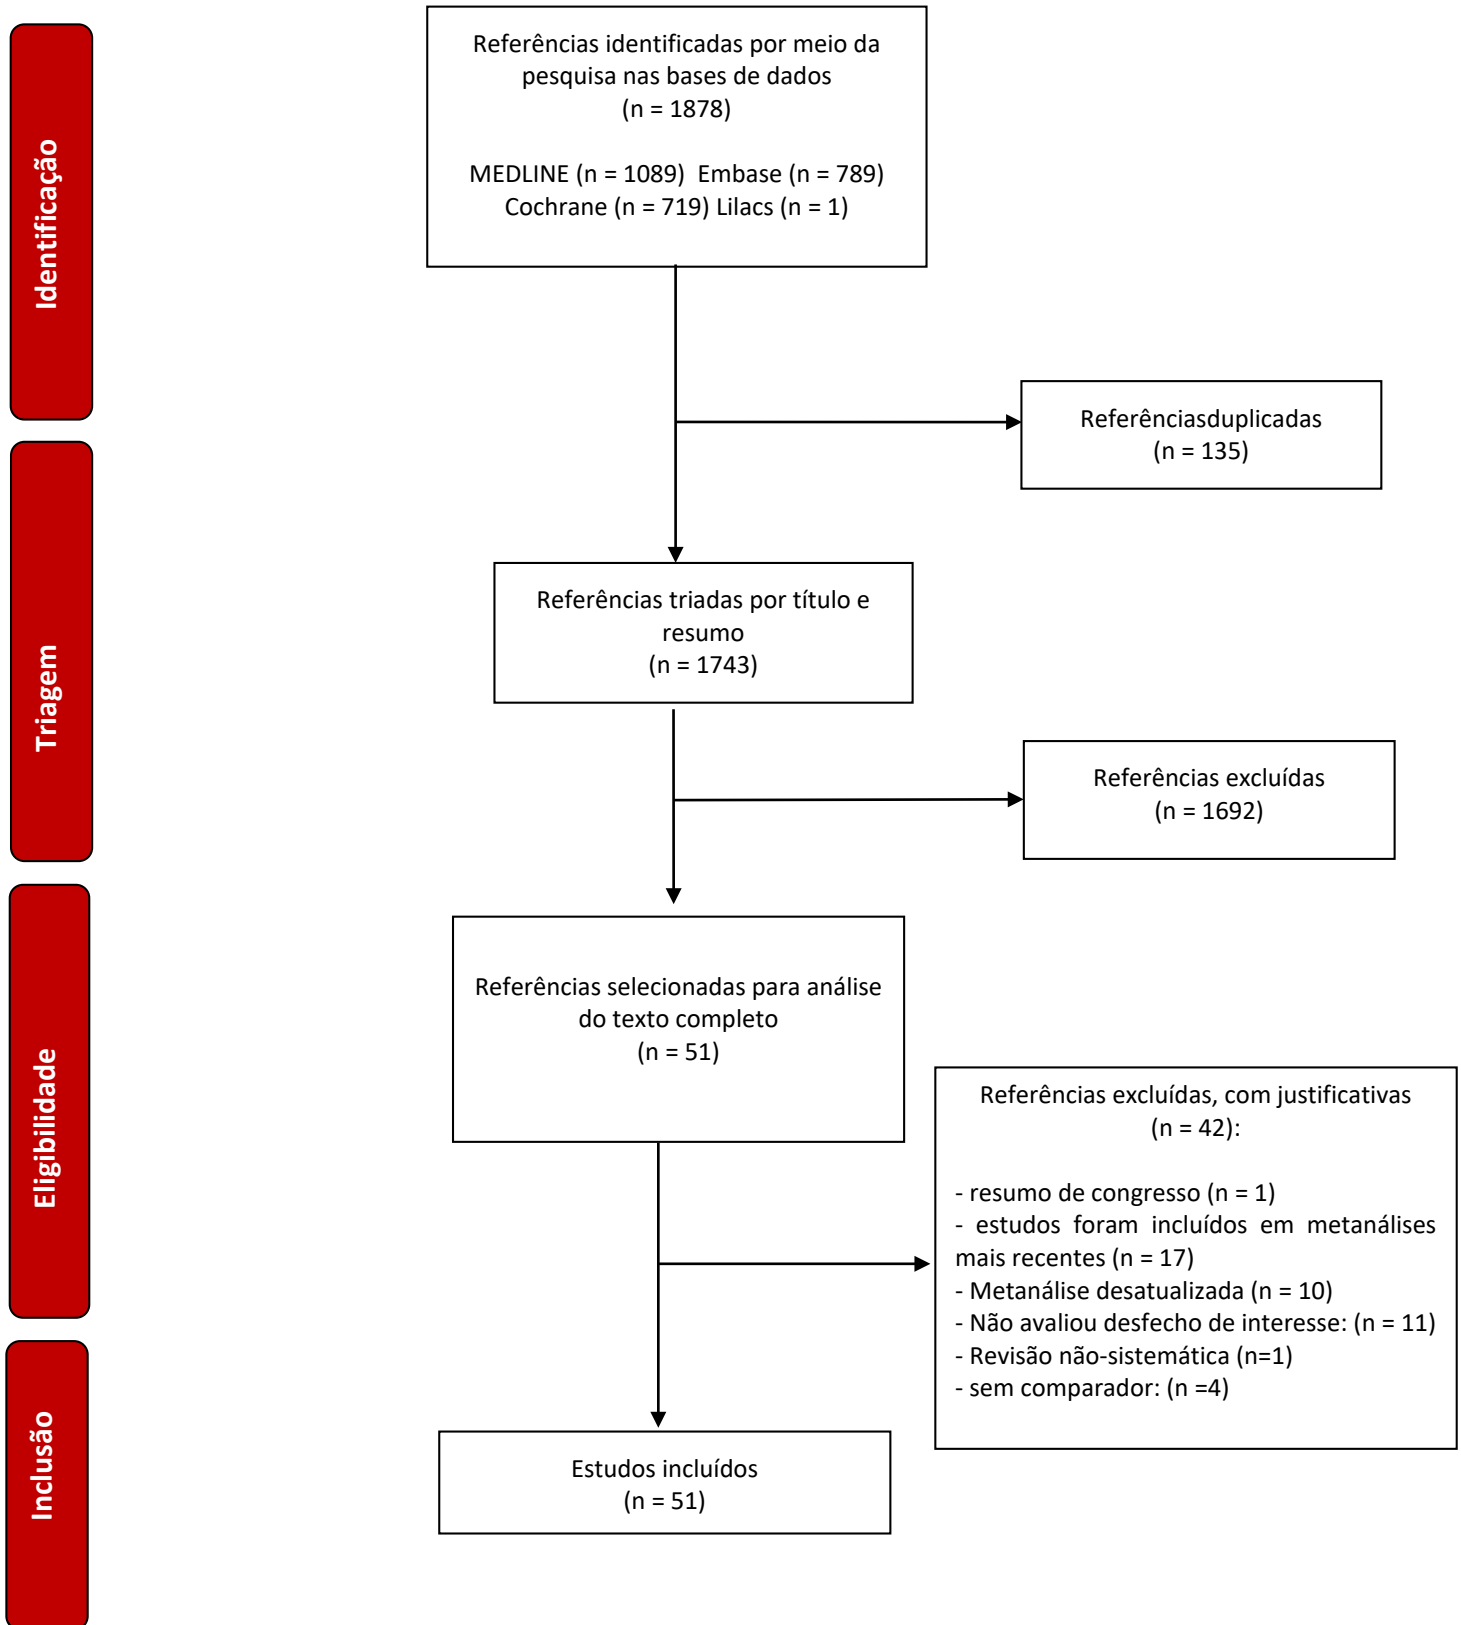 Identificação
Referências identificadas por meio da
pesquisa nas bases de dados
(n = 1878)
MEDLINE (n = 1089)  Embase (n = 789)
Cochrane (n = 719) Lilacs (n = 1)
Referênciasduplicadas
(n = 135)
Triagem
Referências triadas por título e
resumo
(n = 1743)
Referências excluídas
(n = 1692)
Eligibilidade
Referências selecionadas para análise
do texto completo
(n = 51)
Referências excluídas, com justificativas
(n = 42):
- resumo de congresso (n = 1)
- estudos foram incluídos em metanálises
mais recentes (n = 17)
- Metanálise desatualizada (n = 10)
- Não avaliou desfecho de interesse: (n = 11)
- Revisão não-sistemática (n=1)
- sem comparador: (n =4)
Inclusão
Estudos incluídos
(n = 51)